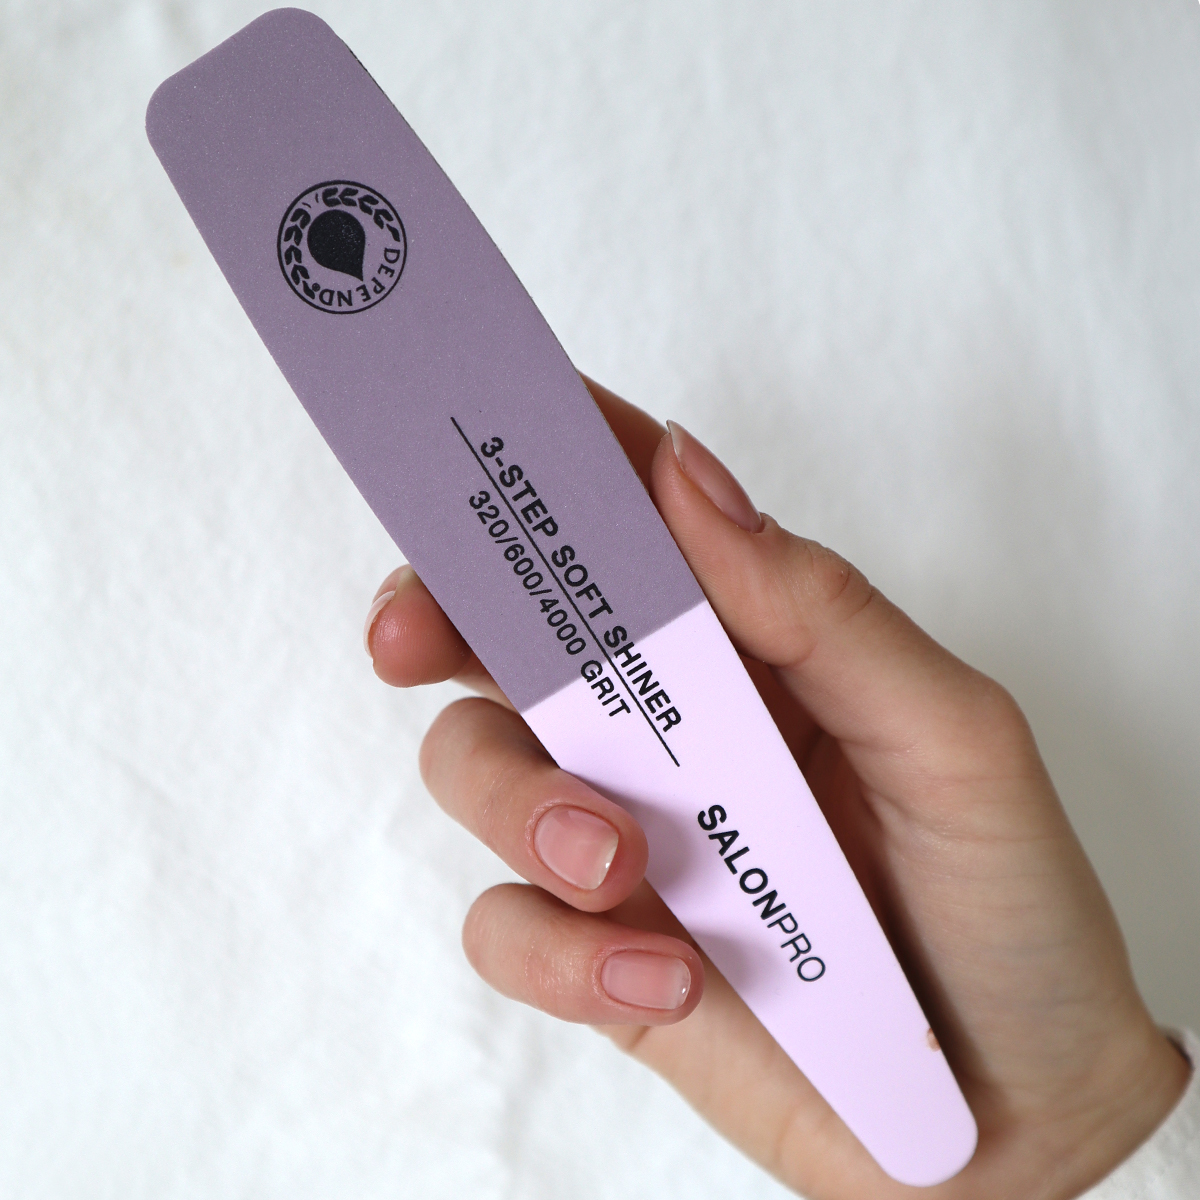 DEPEND®
3-STEP SOFT SHINER
320/600/4000 GRIT
SALONPRO